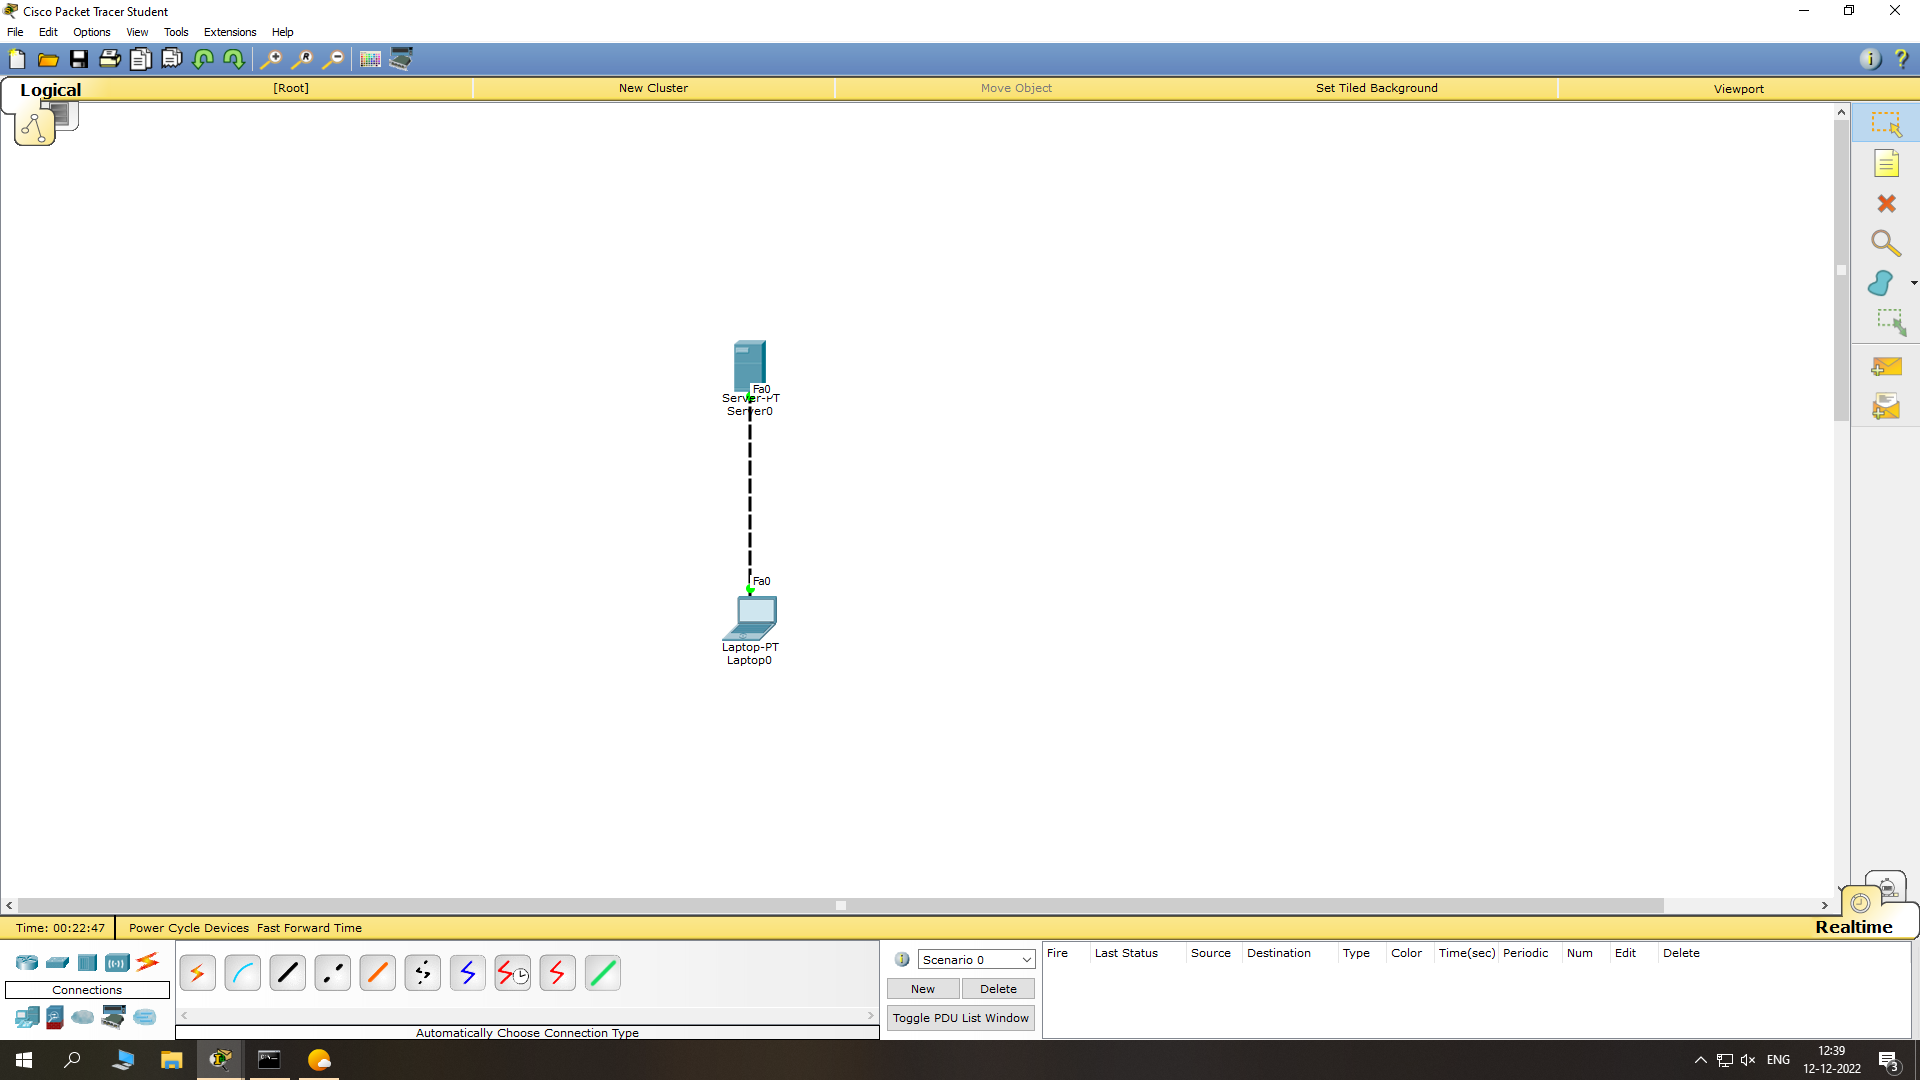 Cisco Packet Tracer Student
File Edit Options View Tools Extensions Help
Logical [Root] New Cluster Move Object Set Tiled Background Viewport
Fa0
Server-PT
Server0
Fa0
Laptop-PT
Laptop0
Time: 00:22:47 Power Cycle Devices Fast Forward Time Realtime
Scenario 0 Fire Last Status Source Destination Type Color Time(sec) Periodic Num Edit Delete
Connections New Delete
Toggle PDU List Window
Automatically Choose Connection Type
ENG 12:39
12-12-2022 3